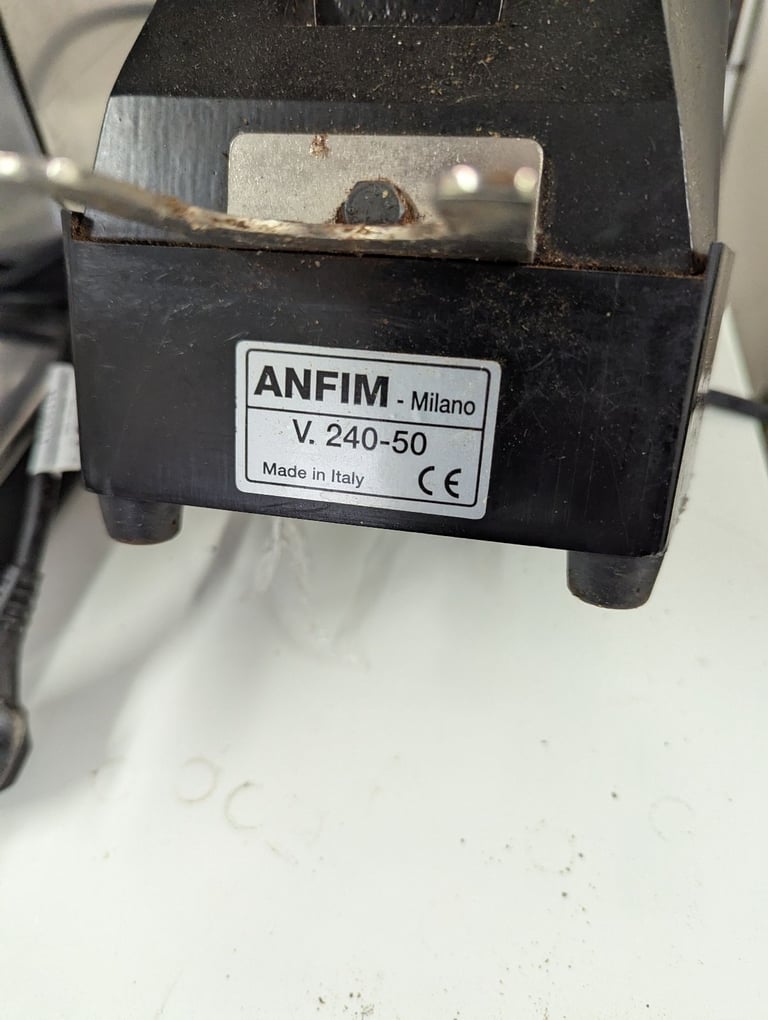 ANFIM - Milano
V. 240-50
Made in Italy CE